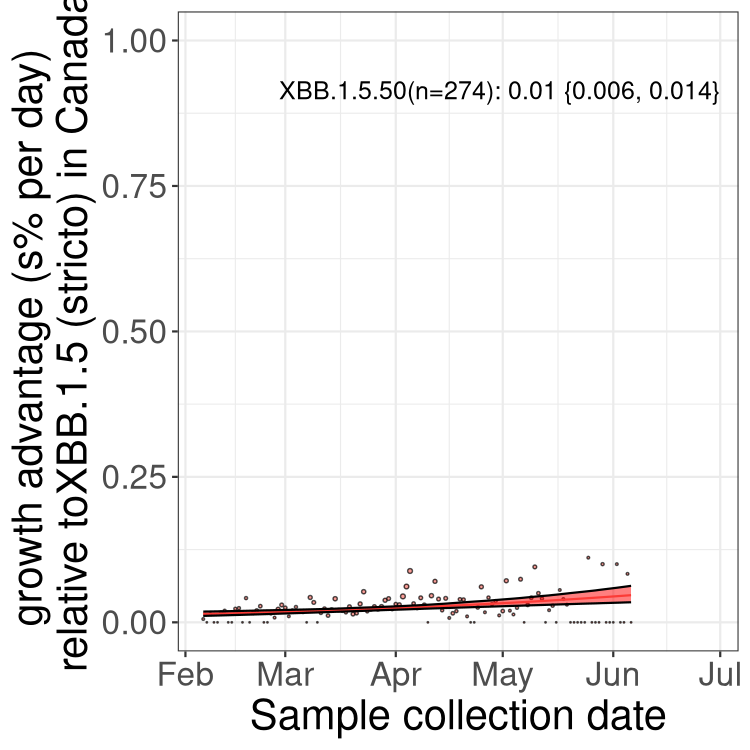 growth advantage (s% per day)
relative toXBB.1.5 (stricto) in Canada
1.00
0.75
0.50
0.25
0.00
XBB.1.5.50(n=274): 0.01 {0.006, 0.014}
Feb Mar Apr May Jun Jul
Sample collection date